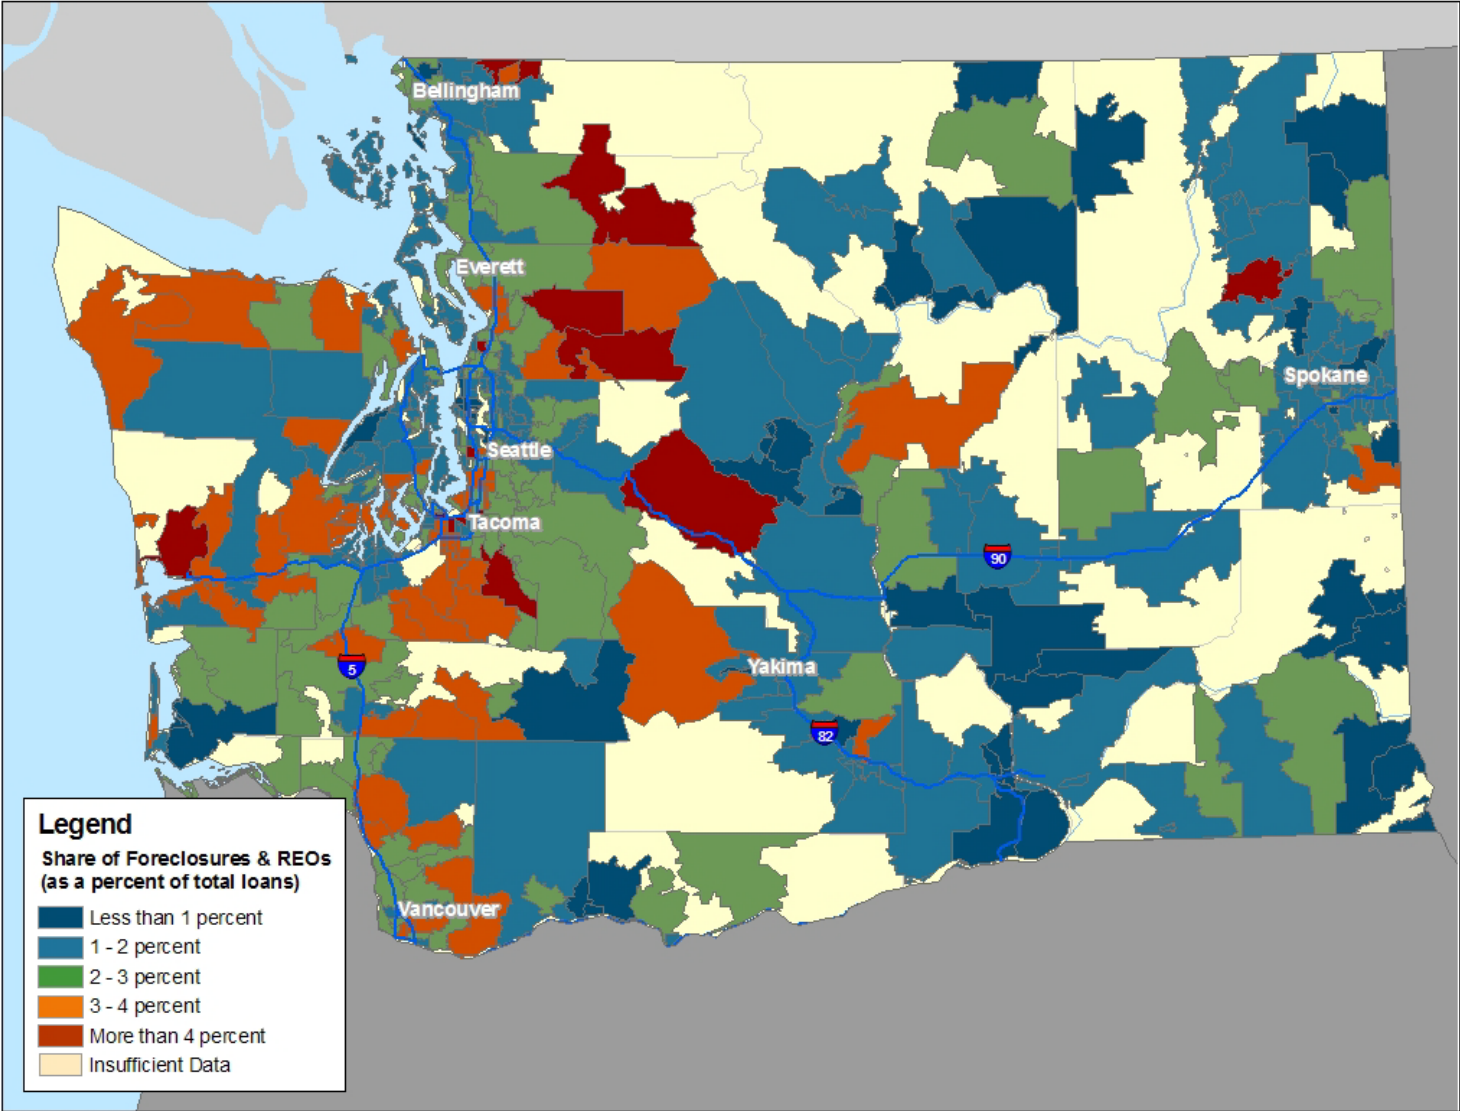 Bellingham
Everett
Spokane
Seattle
Tacoma
90
5
Yakima
82
Vancouver
Legend
Share of Foreclosures & REOs
(as a percent of total loans)
Less than 1 percent
1 - 2 percent
2 - 3 percent
3 - 4 percent
More than 4 percent
Insufficient Data